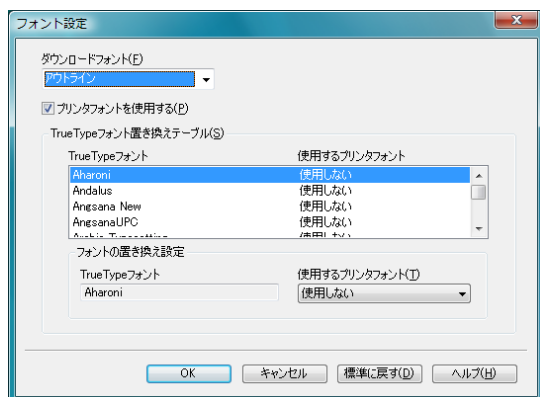 フォント設定
ダウンロードフォント(F)
アウトライン
プリンタフォントを使用する(P)
TrueTypeフォント置き換えテーブル(S)
TrueTypeフォント 使用するプリンタフォント
Aharoni 使用しない
Andalus 使用しない
Angsana New 使用しない
AngsanaUPC 使用しない
フォントの置き換え設定
TrueTypeフォント 使用するプリンタフォント(T)
Aharoni 使用しない
OK キャンセル 標準に戻す(D) ヘルプ(H)